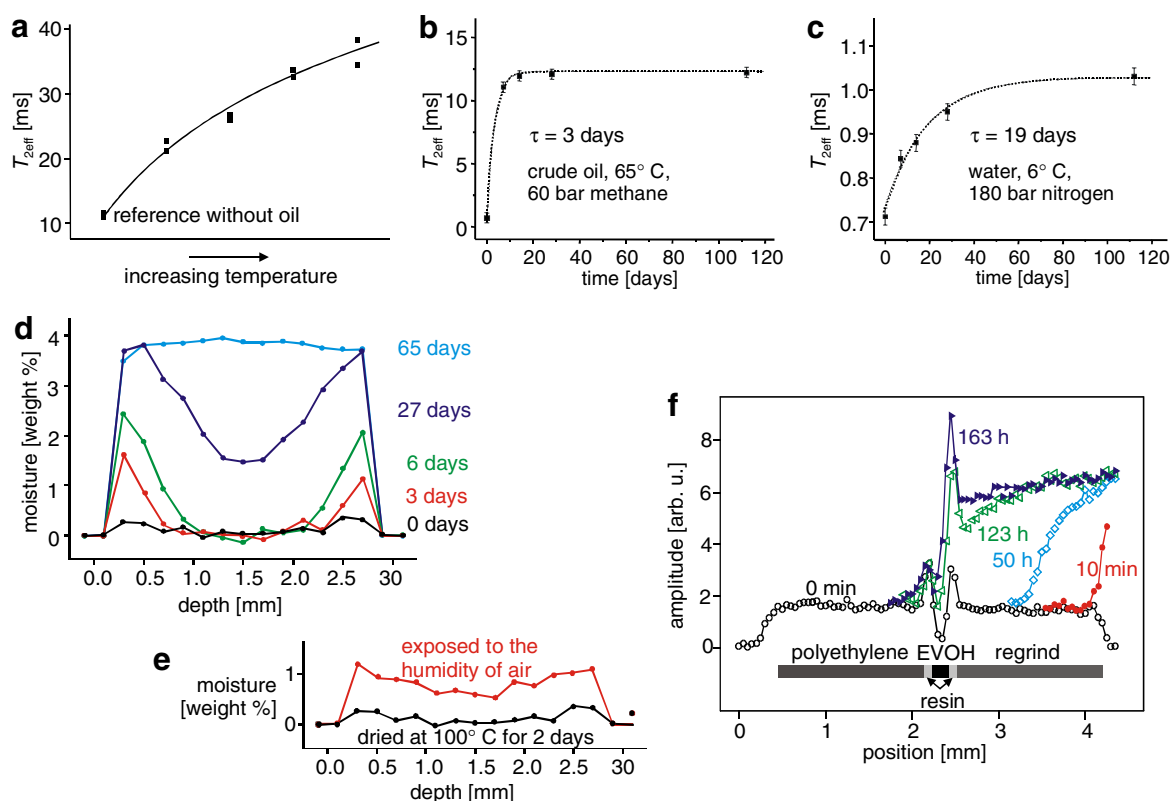 a
40
30
20
10
T2eff [ms]
reference without oil
increasing temperature
b
15
10
5
0
T2eff [ms]
τ = 3 days
crude oil, 65° C,
60 bar methane
0 20 40 60 80 100 120
time [days]
c
1.1
1.0
0.9
0.8
0.7
T2eff [ms]
τ = 19 days
water, 6° C,
180 bar nitrogen
0 20 40 60 80 100 120
time [days]
d
4
3
2
1
0
moisture [weight %]
65 days
27 days
6 days
3 days
0 days
0.0 0.5 1.0 1.5 2.0 2.5 30
depth [mm]
e
1
0
moisture
[weight %]
exposed to the
humidity of air
dried at 100° C for 2 days
0.0 0.5 1.0 1.5 2.0 2.5 30
depth [mm]
f
8
6
4
2
0
amplitude [arb. u.]
163 h
123 h
50 h
10 min
0 min
polyethylene EVOH regrind
resin
0 1 2 3 4
position [mm]